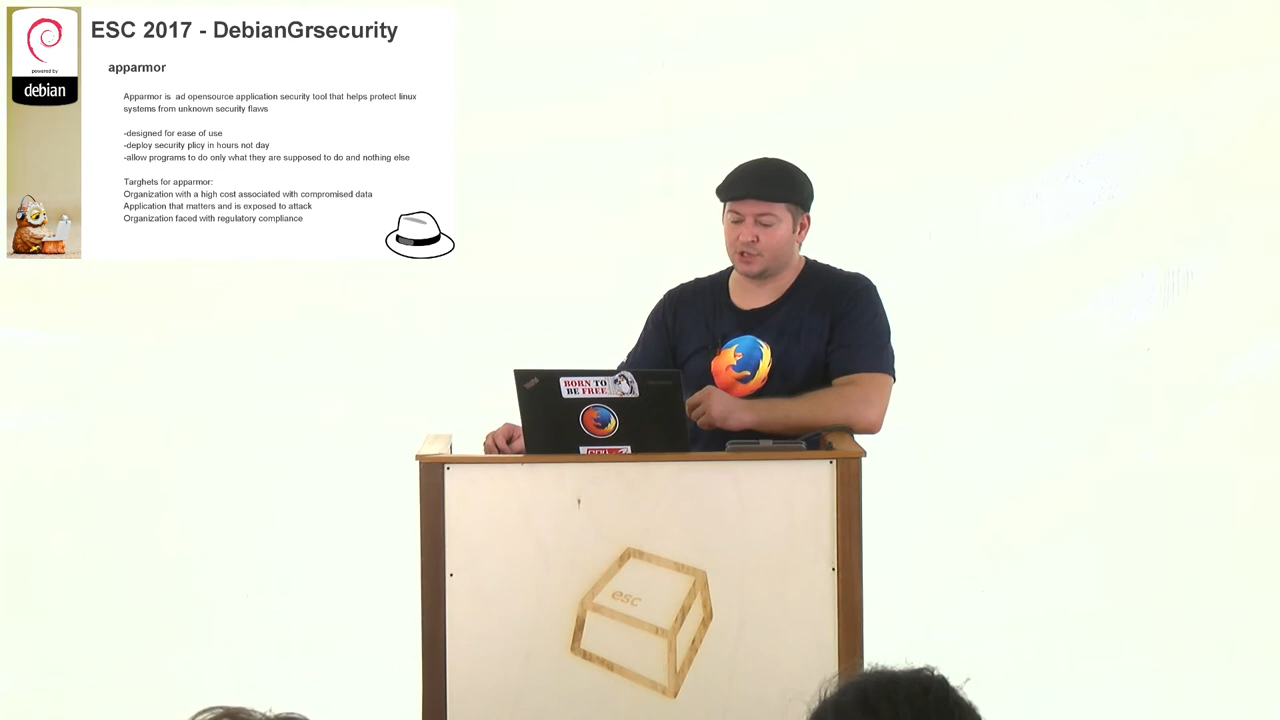 ESC 2017 - DebianGrsecurity
powered by
debian
apparmor
Apparmor is ad opensource application security tool that helps protect linux
systems from unknown security flaws
-designed for ease of use
-deploy security plicy in hours not day
-allow programs to do only what they are supposed to do and nothing else
Targhets for apparmor:
Organization with a high cost associated with compromised data
Application that matters and is exposed to attack
Organization faced with regulatory compliance
BORN TO
BE FREE
esc